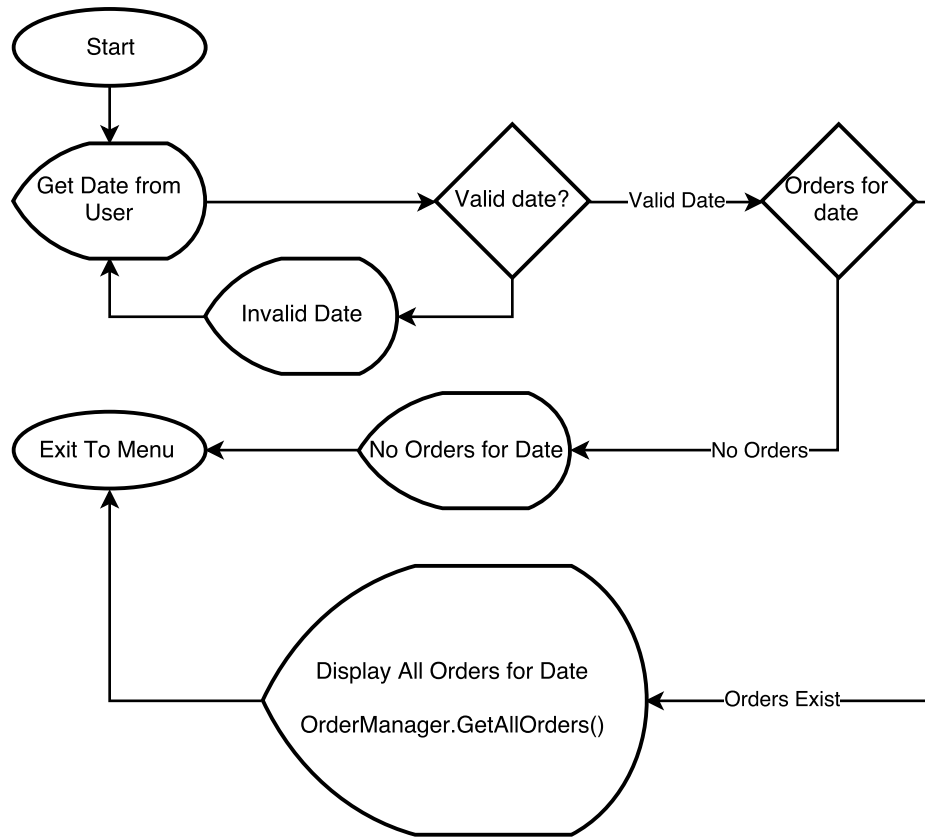 Start
Get Date from
User
Valid date?
Valid Date
Orders for
date
Invalid Date
Exit To Menu
No Orders for Date
No Orders
Display All Orders for Date
OrderManager.GetAllOrders()
Orders Exist